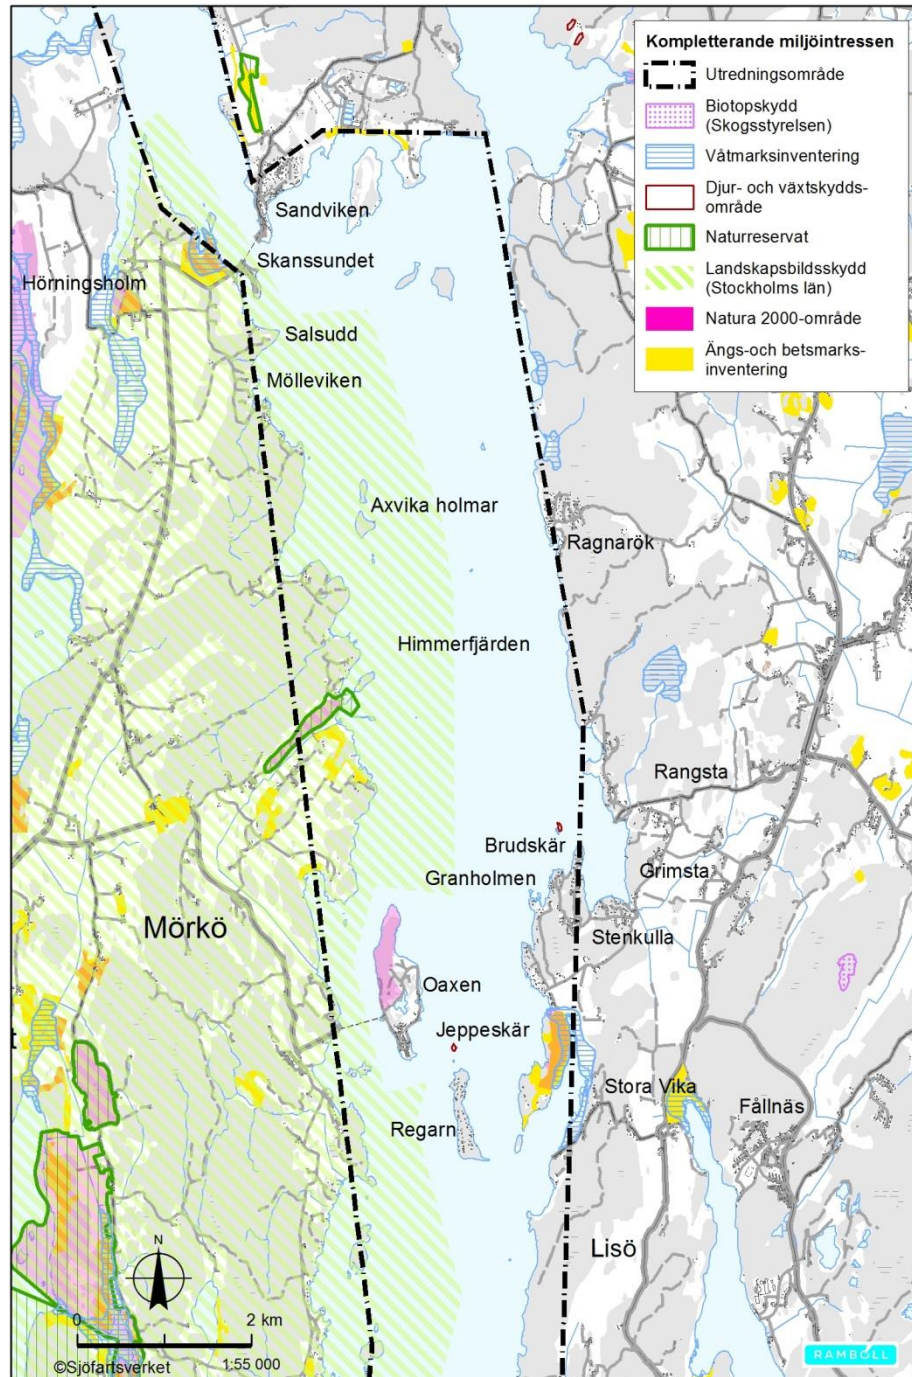 Kompletterande miljöintressen
Utredningsområde
Biotopskydd
(Skogsstyrelsen)
Våtmarksinventering
Djur- och växtskydds-
område
Naturreservat
Landskapsbildsskydd
(Stockholms län)
Natura 2000-område
Ängs-och betsmarks-
inventering
Sandviken
Skanssundet
Hörningsholm
Salsudd
Mölleviken
Axvika holmar
Ragnarök
Himmerfjärden
Rangsta
Brudskär
Granholmen
Grimsta
Mörkö
Stenkulla
Oaxen
Jeppeskär
t
Stora Vika
Fållnäs
Regarn
Lisö
N
0 2 km
©Sjöfartsverket 1:55 000
RAMBOLL